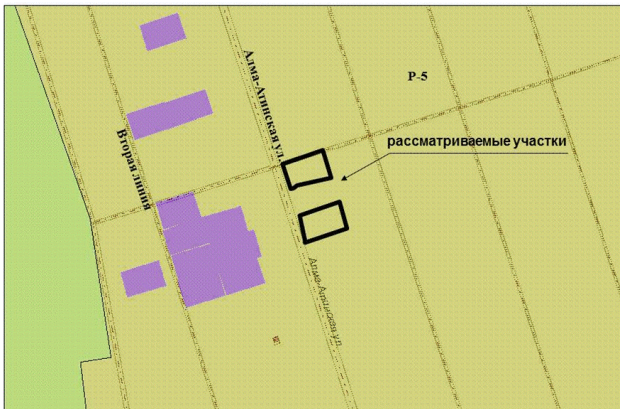 Алма-Атинская ул.
Р-5
рассматриваемые участки
Вторая линия
Алма-Атинская ул.